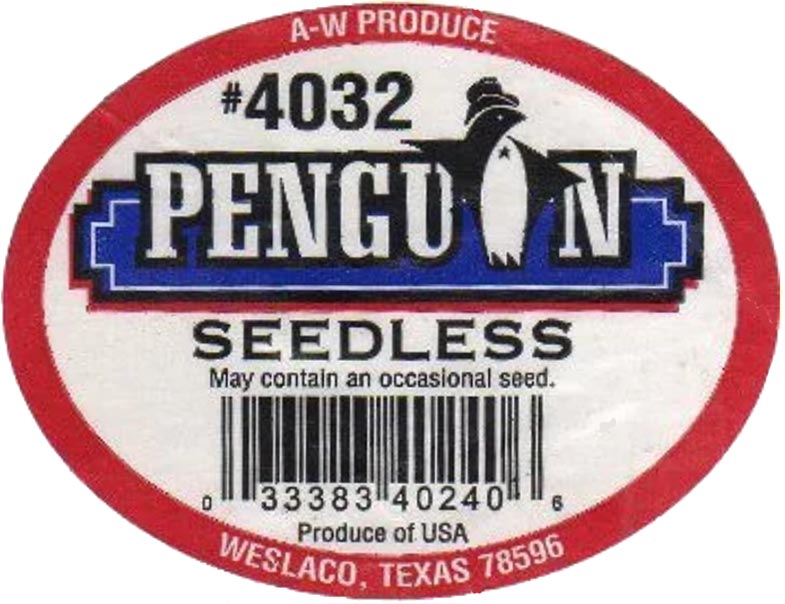 A-W PRODUCE
#4032
PENGUIN
SEEDLESS
May contain an occasional seed.
0 33383 40240 6
Produce of USA
WESLACO, TEXAS 78596